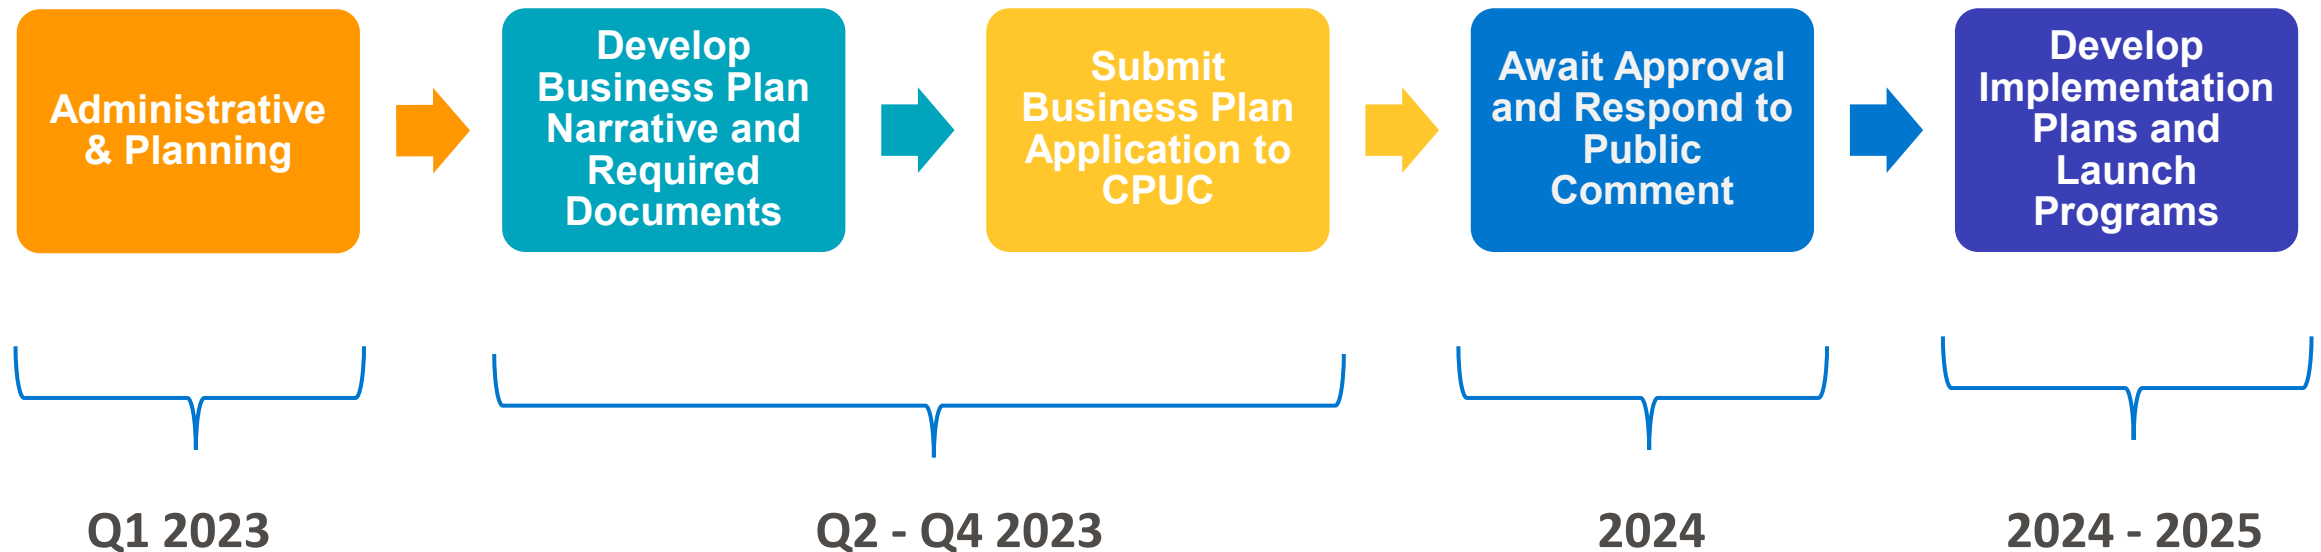 Administrative
& Planning
Develop
Business Plan
Narrative and
Required
Documents
Submit
Business Plan
Application to
CPUC
Await Approval
and Respond to
Public
Comment
Develop
Implementation
Plans and
Launch
Programs
Q1 2023
Q2 - Q4 2023
2024
2024 - 2025